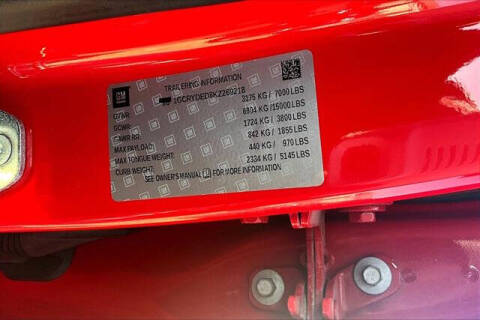 GM
TRAILERING INFORMATION
1GCRYDED8KZ269218
GVWR: 3175 KG / 7000 LBS
GCWR: 6804 KG /15000 LBS
GAWR RR: 1724 KG / 3800 LBS
MAX PAYLOAD: 842 KG / 1855 LBS
MAX TONGUE WEIGHT: 440 KG / 970 LBS
CURB WEIGHT: 2334 KG / 5145 LBS
SEE OWNER'S MANUAL FOR MORE INFORMATION